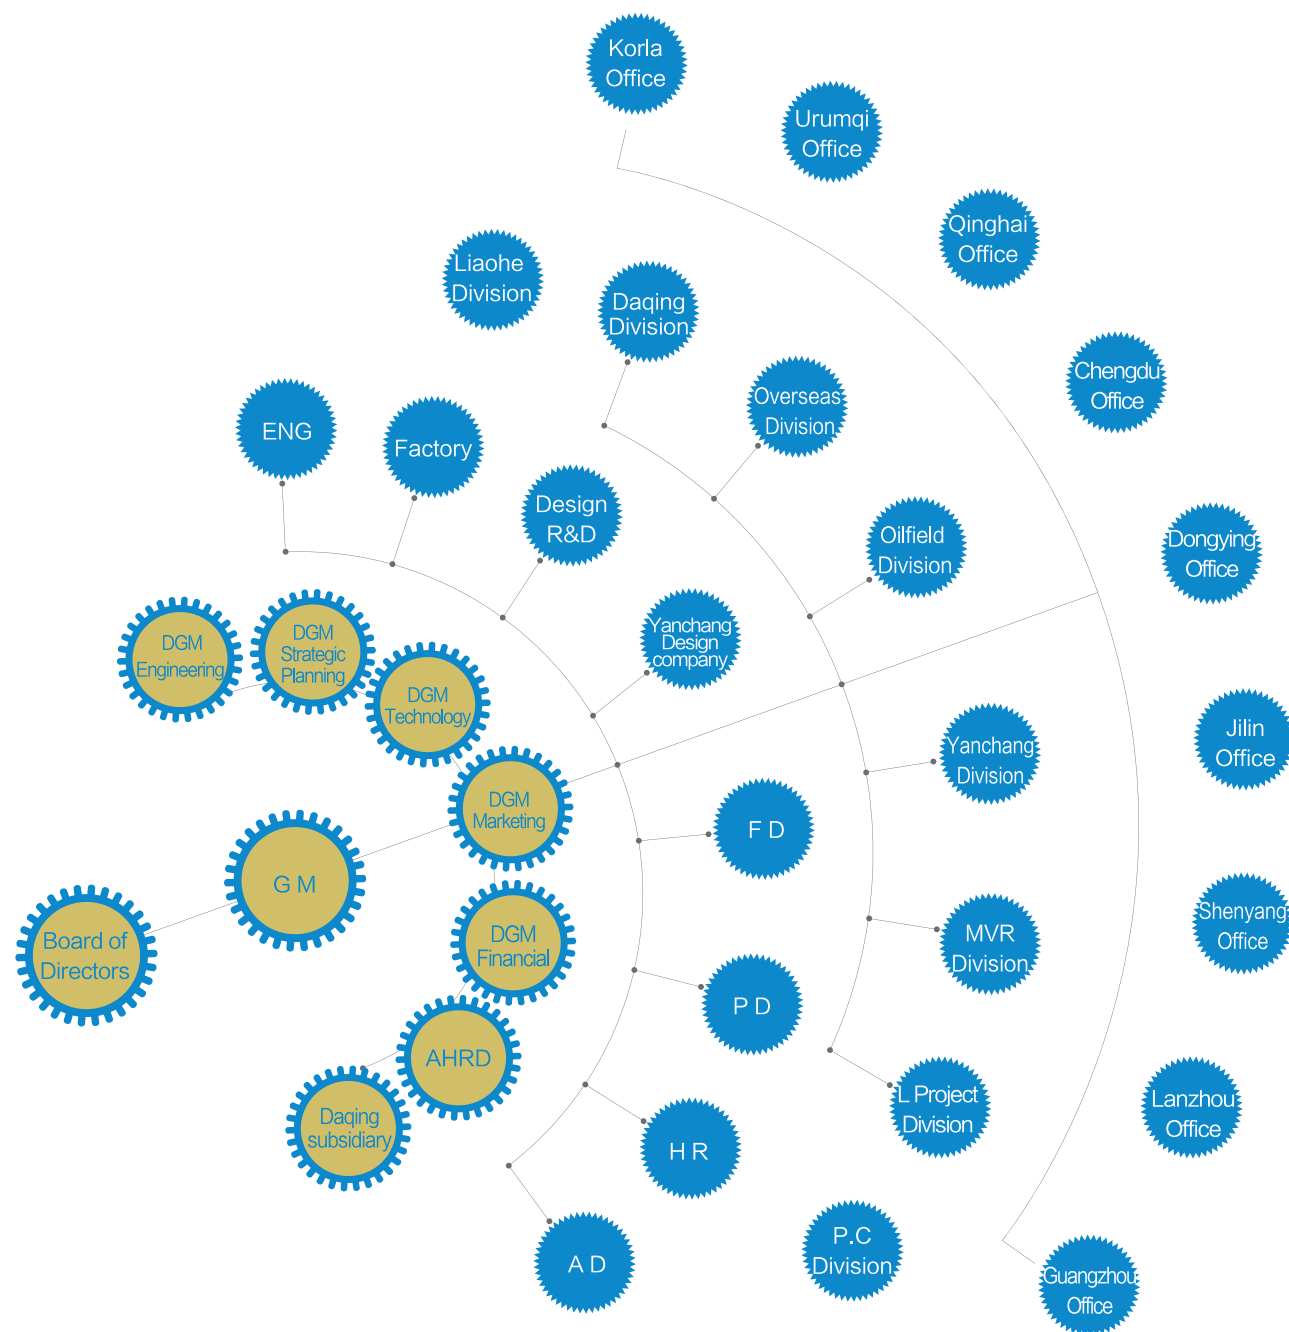 Korla
Office
Urumqi
Office
Qinghai
Office
Liaohe
Division
Daqing
Division
Chengdu
Office
Overseas
Division
ENG
Factory
Design
R&D
Oilfield
Division
Dongying
Office
DGM
Engineering
DGM
Strategic
Planning
Yanchang
Design
company
DGM
Technology
Yanchang
Division
Jilin
Office
DGM
Marketing
F D
G M
Shenyang
Office
Board of
Directors
DGM
Financial
MVR
Division
P D
AHRD
L Project
Division
Lanzhou
Office
Daqing
subsidiary
H R
P.C
Division
A D
Guangzhou
Office